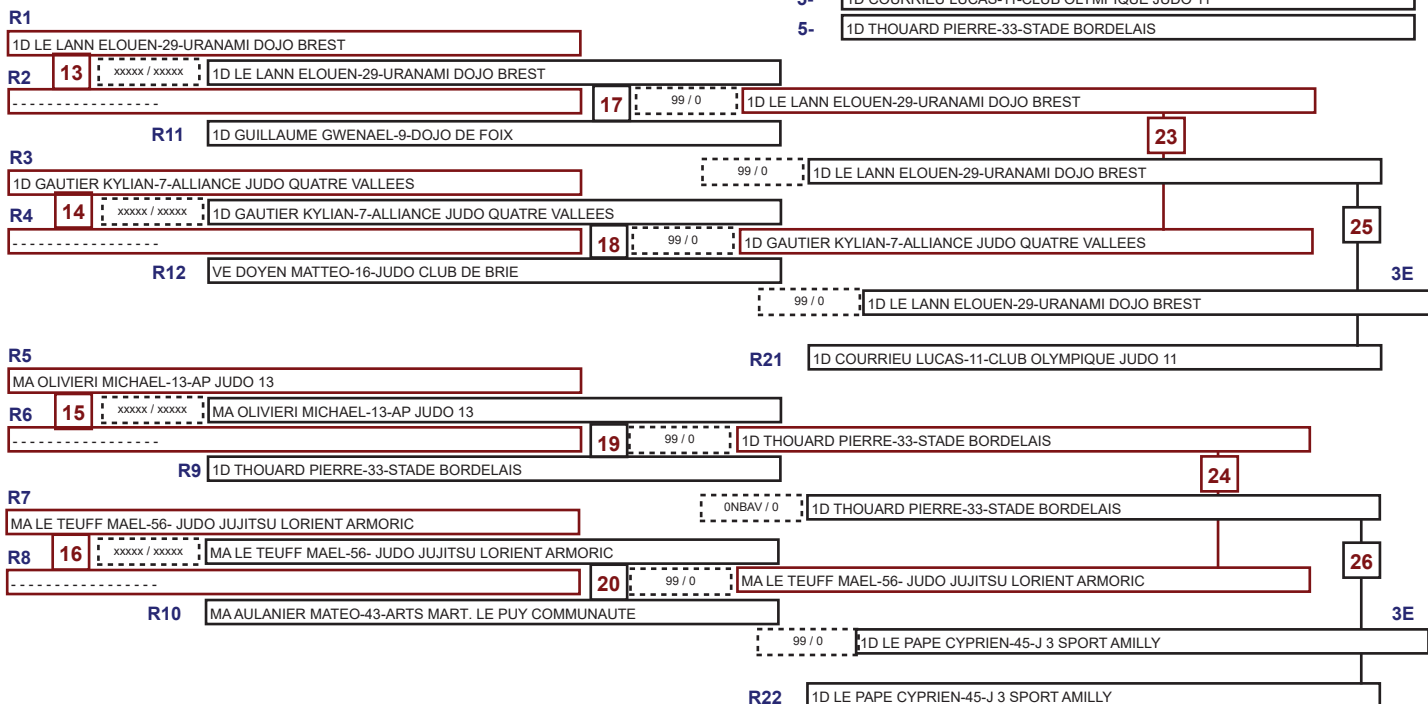 5- 1D COURRIEU LUCAS-11-CLUB OLYMPIQUE JUDO 11
R1
5- 1D THOUARD PIERRE-33-STADE BORDELAIS
1D LE LANN ELOUEN-29-URANAMI DOJO BREST
R2 13 xxxxx / xxxxx 1D LE LANN ELOUEN-29-URANAMI DOJO BREST
- - - - - - - - - - - - - - - - - 17 99 / 0 1D LE LANN ELOUEN-29-URANAMI DOJO BREST
R11 1D GUILLAUME GWENAEL-9-DOJO DE FOIX
23
R3
99 / 0 1D LE LANN ELOUEN-29-URANAMI DOJO BREST
1D GAUTIER KYLIAN-7-ALLIANCE JUDO QUATRE VALLEES
R4 14 xxxxx / xxxxx 1D GAUTIER KYLIAN-7-ALLIANCE JUDO QUATRE VALLEES
25
- - - - - - - - - - - - - - - - - 18 99 / 0 1D GAUTIER KYLIAN-7-ALLIANCE JUDO QUATRE VALLEES
R12 VE DOYEN MATTEO-16-JUDO CLUB DE BRIE
3E
99 / 0 1D LE LANN ELOUEN-29-URANAMI DOJO BREST
R5
R21 1D COURRIEU LUCAS-11-CLUB OLYMPIQUE JUDO 11
MA OLIVIERI MICHAEL-13-AP JUDO 13
R6 15 xxxxx / xxxxx MA OLIVIERI MICHAEL-13-AP JUDO 13
- - - - - - - - - - - - - - - - - 19 99 / 0 1D THOUARD PIERRE-33-STADE BORDELAIS
R9 1D THOUARD PIERRE-33-STADE BORDELAIS
24
R7
0NBAV / 0 1D THOUARD PIERRE-33-STADE BORDELAIS
MA LE TEUFF MAEL-56- JUDO JUJITSU LORIENT ARMORIC
R8 16 xxxxx / xxxxx MA LE TEUFF MAEL-56- JUDO JUJITSU LORIENT ARMORIC
26
- - - - - - - - - - - - - - - - - 20 99 / 0 MA LE TEUFF MAEL-56- JUDO JUJITSU LORIENT ARMORIC
R10 MA AULANIER MATEO-43-ARTS MART. LE PUY COMMUNAUTE
3E
99 / 0 1D LE PAPE CYPRIEN-45-J 3 SPORT AMILLY
R22 1D LE PAPE CYPRIEN-45-J 3 SPORT AMILLY